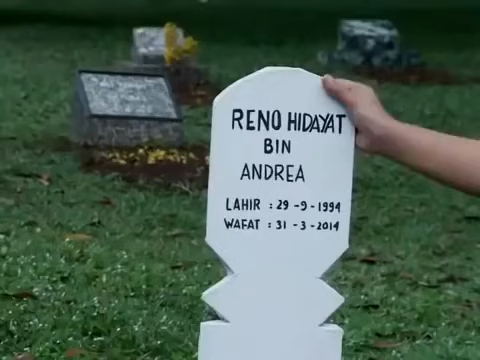 RENO HIDAYAT
BIN
ANDREA
LAHIR : 29 - 9 - 1994
WAFAT : 31 - 3 - 2014